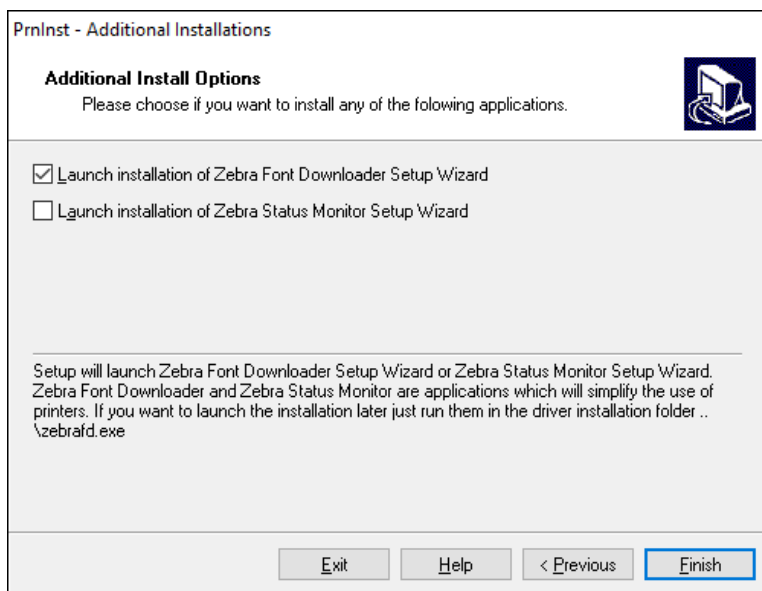 PrnInst - Additional Installations
Additional Install Options
Please choose if you want to install any of the folowing applications.
Launch installation of Zebra Font Downloader Setup Wizard
Launch installation of Zebra Status Monitor Setup Wizard
Setup will launch Zebra Font Downloader Setup Wizard or Zebra Status Monitor Setup Wizard.
Zebra Font Downloader and Zebra Status Monitor are applications which will simplify the use of
printers. If you want to launch the installation later just run them in the driver installation folder ..
\zebrafd.exe
Exit Help < Previous Finish